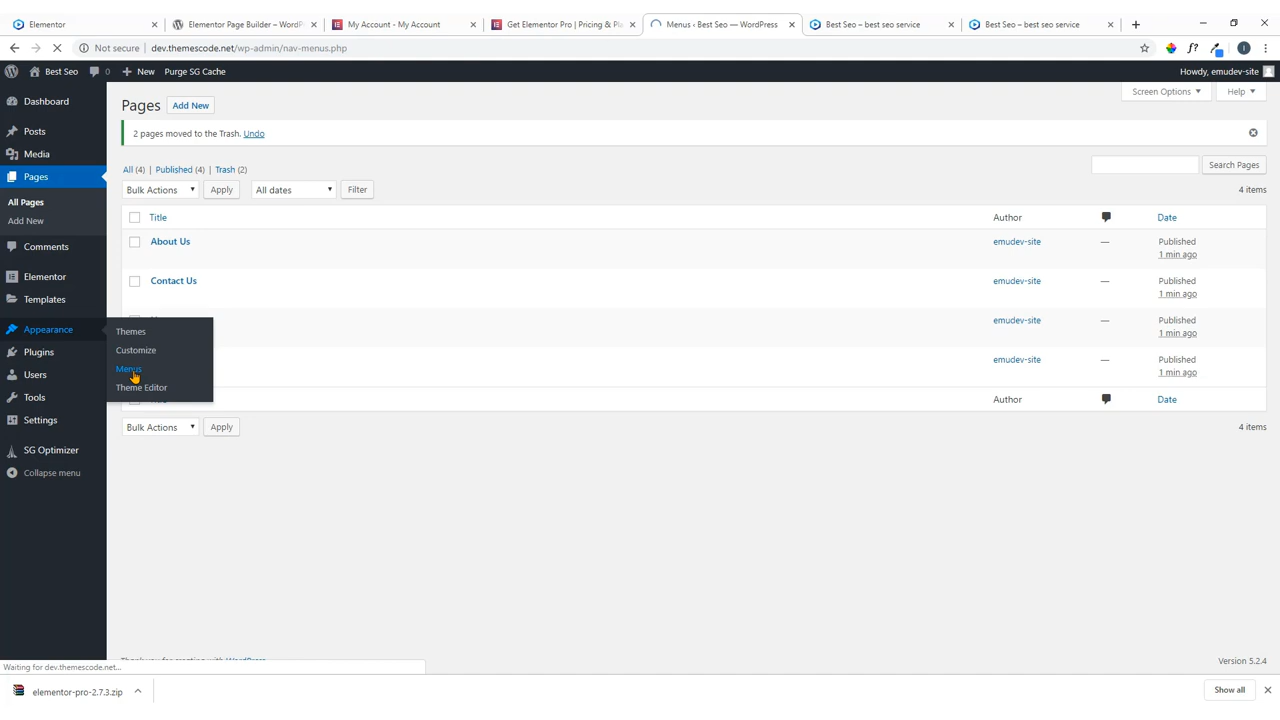 Elementor
Elementor Page Builder – WordP
My Account - My Account
Get Elementor Pro | Pricing & Pl
Menus ‹ Best Seo — WordPress
Best Seo – best seo service
Best Seo – best seo service
Not secure | dev.themescode.net/wp-admin/nav-menus.php
Best Seo
0
New
Purge SG Cache
Howdy, emudev-site
Dashboard
Posts
Media
Pages
All Pages
Add New
Comments
Elementor
Templates
Appearance
Plugins
Users
Tools
Settings
SG Optimizer
Collapse menu
Themes
Customize
Menus
Theme Editor
Pages
Add New
Screen Options
Help
2 pages moved to the Trash. Undo
All (4) | Published (4) | Trash (2)
Search Pages
Bulk Actions
Apply
All dates
Filter
4 items
Title
Author
Date
About Us
emudev-site
—
Published
1 min ago
Contact Us
emudev-site
—
Published
1 min ago
emudev-site
—
Published
1 min ago
emudev-site
—
Published
1 min ago
Author
Date
Bulk Actions
Apply
4 items
Version 5.2.4
Waiting for dev.themescode.net...
elementor-pro-2.7.3.zip
Show all